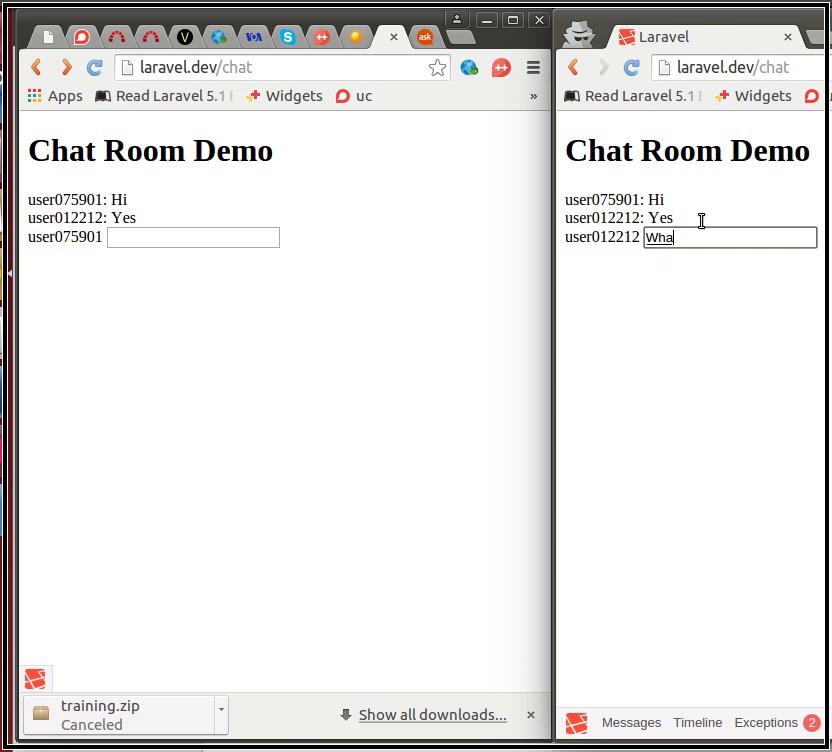 V
VOA
S
++
ask
laravel.dev/chat
++
Apps
Read Laravel 5.1
Widgets
uc
»
Chat Room Demo
user075901: Hi
user012212: Yes
user075901
training.zip
Canceled
Show all downloads...
Laravel
laravel.dev/chat
Read Laravel 5.1
Widgets
Chat Room Demo
user075901: Hi
user012212: Yes
user012212 Wha
Messages Timeline Exceptions 2